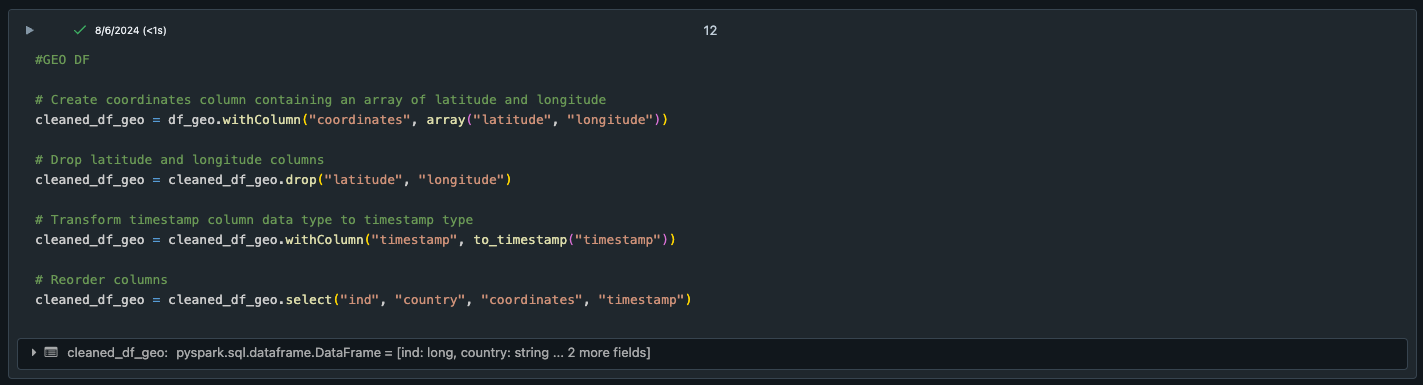 8/6/2024 (<1s)
12
#GEO DF
# Create coordinates column containing an array of latitude and longitude
cleaned_df_geo = df_geo.withColumn("coordinates", array("latitude", "longitude"))
# Drop latitude and longitude columns
cleaned_df_geo = cleaned_df_geo.drop("latitude", "longitude")
# Transform timestamp column data type to timestamp type
cleaned_df_geo = cleaned_df_geo.withColumn("timestamp", to_timestamp("timestamp"))
# Reorder columns
cleaned_df_geo = cleaned_df_geo.select("ind", "country", "coordinates", "timestamp")
cleaned_df_geo: pyspark.sql.dataframe.DataFrame = [ind: long, country: string ... 2 more fields]